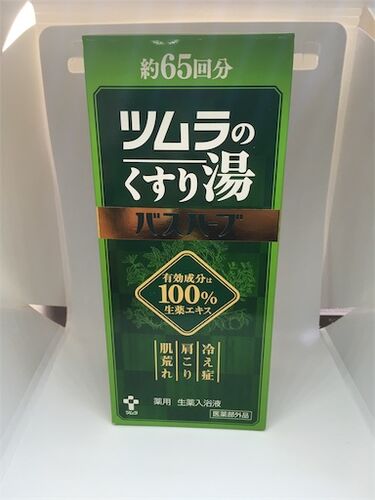 約65回分
ツムラの
くすり湯
バスハーブ
有効成分は
100%
生薬エキス
冷え症
肩こり
肌荒れ
ツムラ
薬用 生薬入浴液
医薬部外品